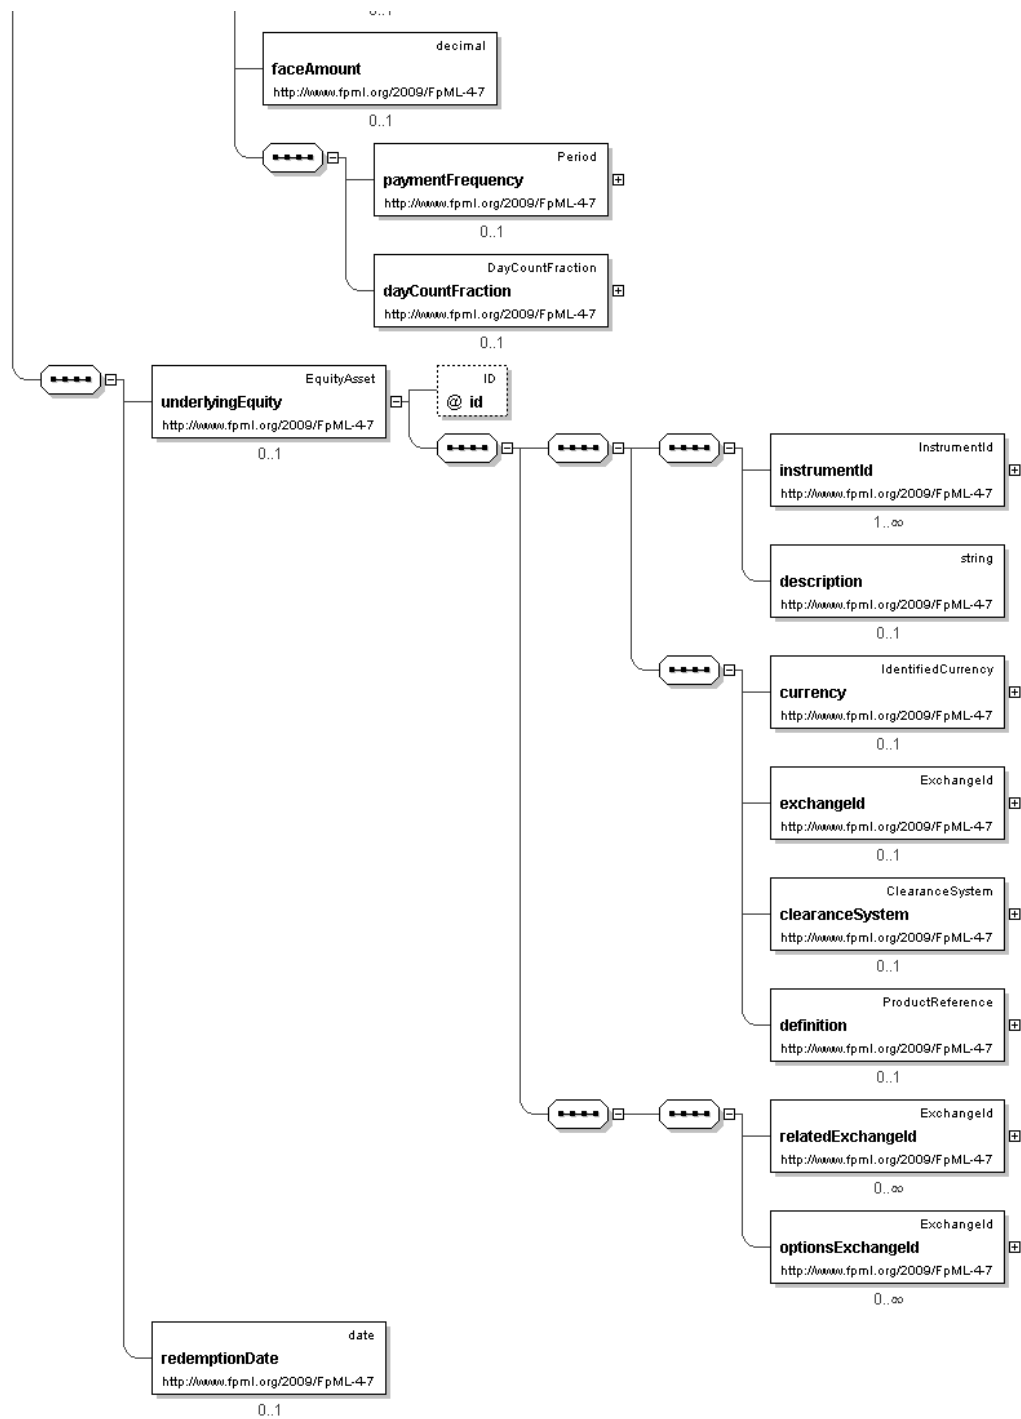 decimal
faceAmount
http://www.fpml.org/2009/FpML-4-7
0..1
Period
paymentFrequency
http://www.fpml.org/2009/FpML-4-7
0..1
DayCountFraction
dayCountFraction
http://www.fpml.org/2009/FpML-4-7
0..1
EquityAsset
underlyingEquity
http://www.fpml.org/2009/FpML-4-7
0..1
ID
@ id
InstrumentId
instrumentId
http://www.fpml.org/2009/FpML-4-7
1..∞
string
description
http://www.fpml.org/2009/FpML-4-7
0..1
IdentifiedCurrency
currency
http://www.fpml.org/2009/FpML-4-7
0..1
ExchangeId
exchangeId
http://www.fpml.org/2009/FpML-4-7
0..1
ClearanceSystem
clearanceSystem
http://www.fpml.org/2009/FpML-4-7
0..1
ProductReference
definition
http://www.fpml.org/2009/FpML-4-7
0..1
ExchangeId
relatedExchangeId
http://www.fpml.org/2009/FpML-4-7
0..∞
ExchangeId
optionsExchangeId
http://www.fpml.org/2009/FpML-4-7
0..∞
date
redemptionDate
http://www.fpml.org/2009/FpML-4-7
0..1